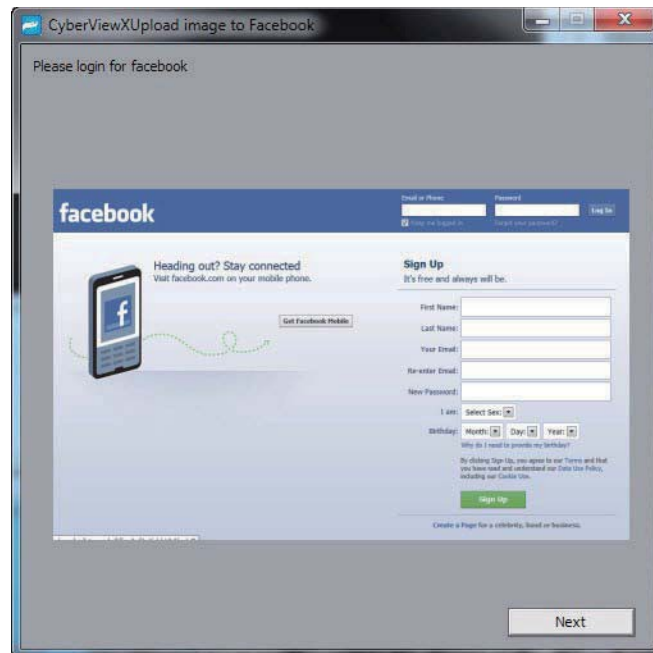 CyberViewXUpload image to Facebook
Please login for facebook
facebook
Email or Phone Password
Keep me logged in Forgot your password? Log In
Heading out? Stay connected
Visit facebook.com on your mobile phone.
Get Facebook Mobile
Sign Up
It's free and always will be.
First Name:
Last Name:
Your Email:
Re-enter Email:
New Password:
I am: Select Sex:
Birthday: Month: Day: Year:
Why do I need to provide my birthday?
By clicking Sign Up, you agree to our Terms and that
you have read and understand our Data Use Policy,
including our Cookie Use.
Sign Up
Create a Page for a celebrity, band or business.
Next